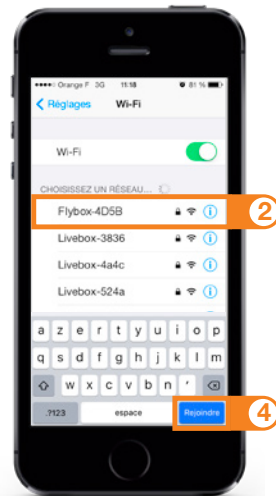 Orange F 3G 11:18 81 %
Réglages Wi-Fi
Wi-Fi
CHOISISSEZ UN RÉSEAU...
Flybox-4D5B
2
Livebox-3836
Livebox-4a4c
Livebox-524a
a z e r t y u i o p
q s d f g h j k l m
w x c v b n '
.?123 espace Rejoindre
4